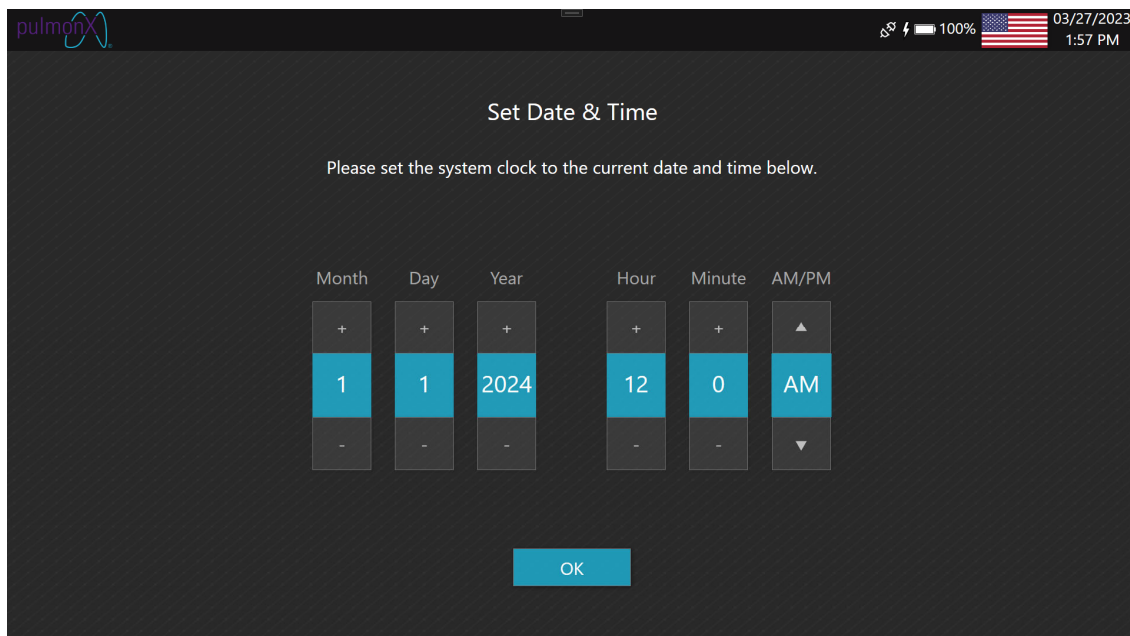 pulmonX®
100%
03/27/2023
1:57 PM
Set Date & Time
Please set the system clock to the current date and time below.
Month Day Year Hour Minute AM/PM
+ + + + + ▲
1 1 2024 12 0 AM
- - - - - ▼
OK